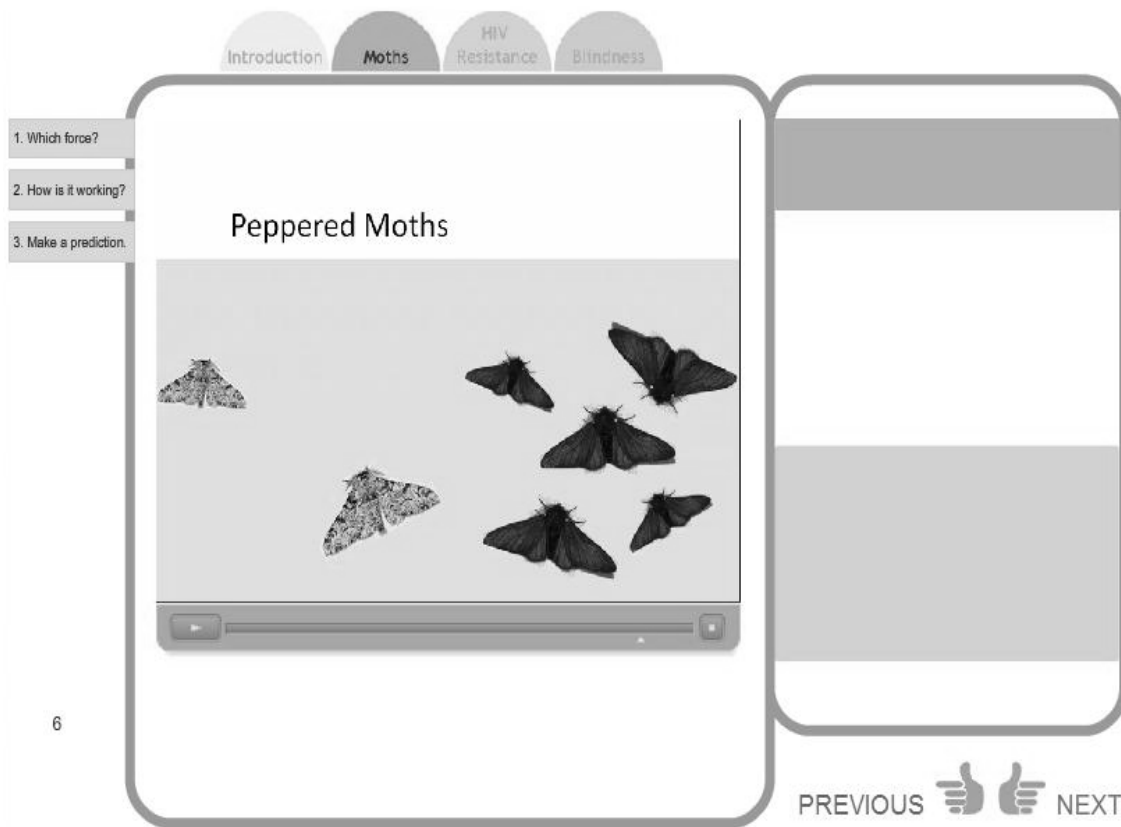 Introduction
Moths
HIV
Resistance
Blindness
1. Which force?
2. How is it working?
3. Make a prediction.
Peppered Moths
6
PREVIOUS
NEXT